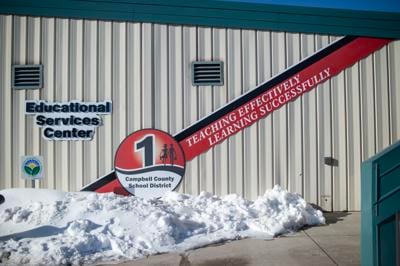 Educational
Services
Center
TEACHING EFFECTIVELY
LEARNING SUCCESSFULLY
1
Campbell County
School District